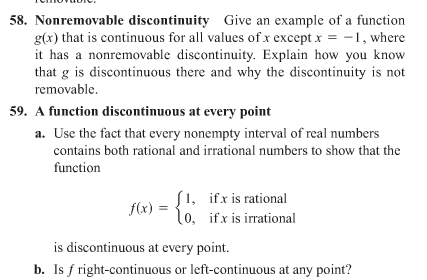 58. Nonremovable discontinuity Give an example of a function
g(x) that is continuous for all values of x except x = −1, where
it has a nonremovable discontinuity. Explain how you know
that g is discontinuous there and why the discontinuity is not
removable.
59. A function discontinuous at every point
a. Use the fact that every nonempty interval of real numbers
contains both rational and irrational numbers to show that the
function
f(x) = { 1, if x is rational
0, if x is irrational
is discontinuous at every point.
b. Is f right-continuous or left-continuous at any point?